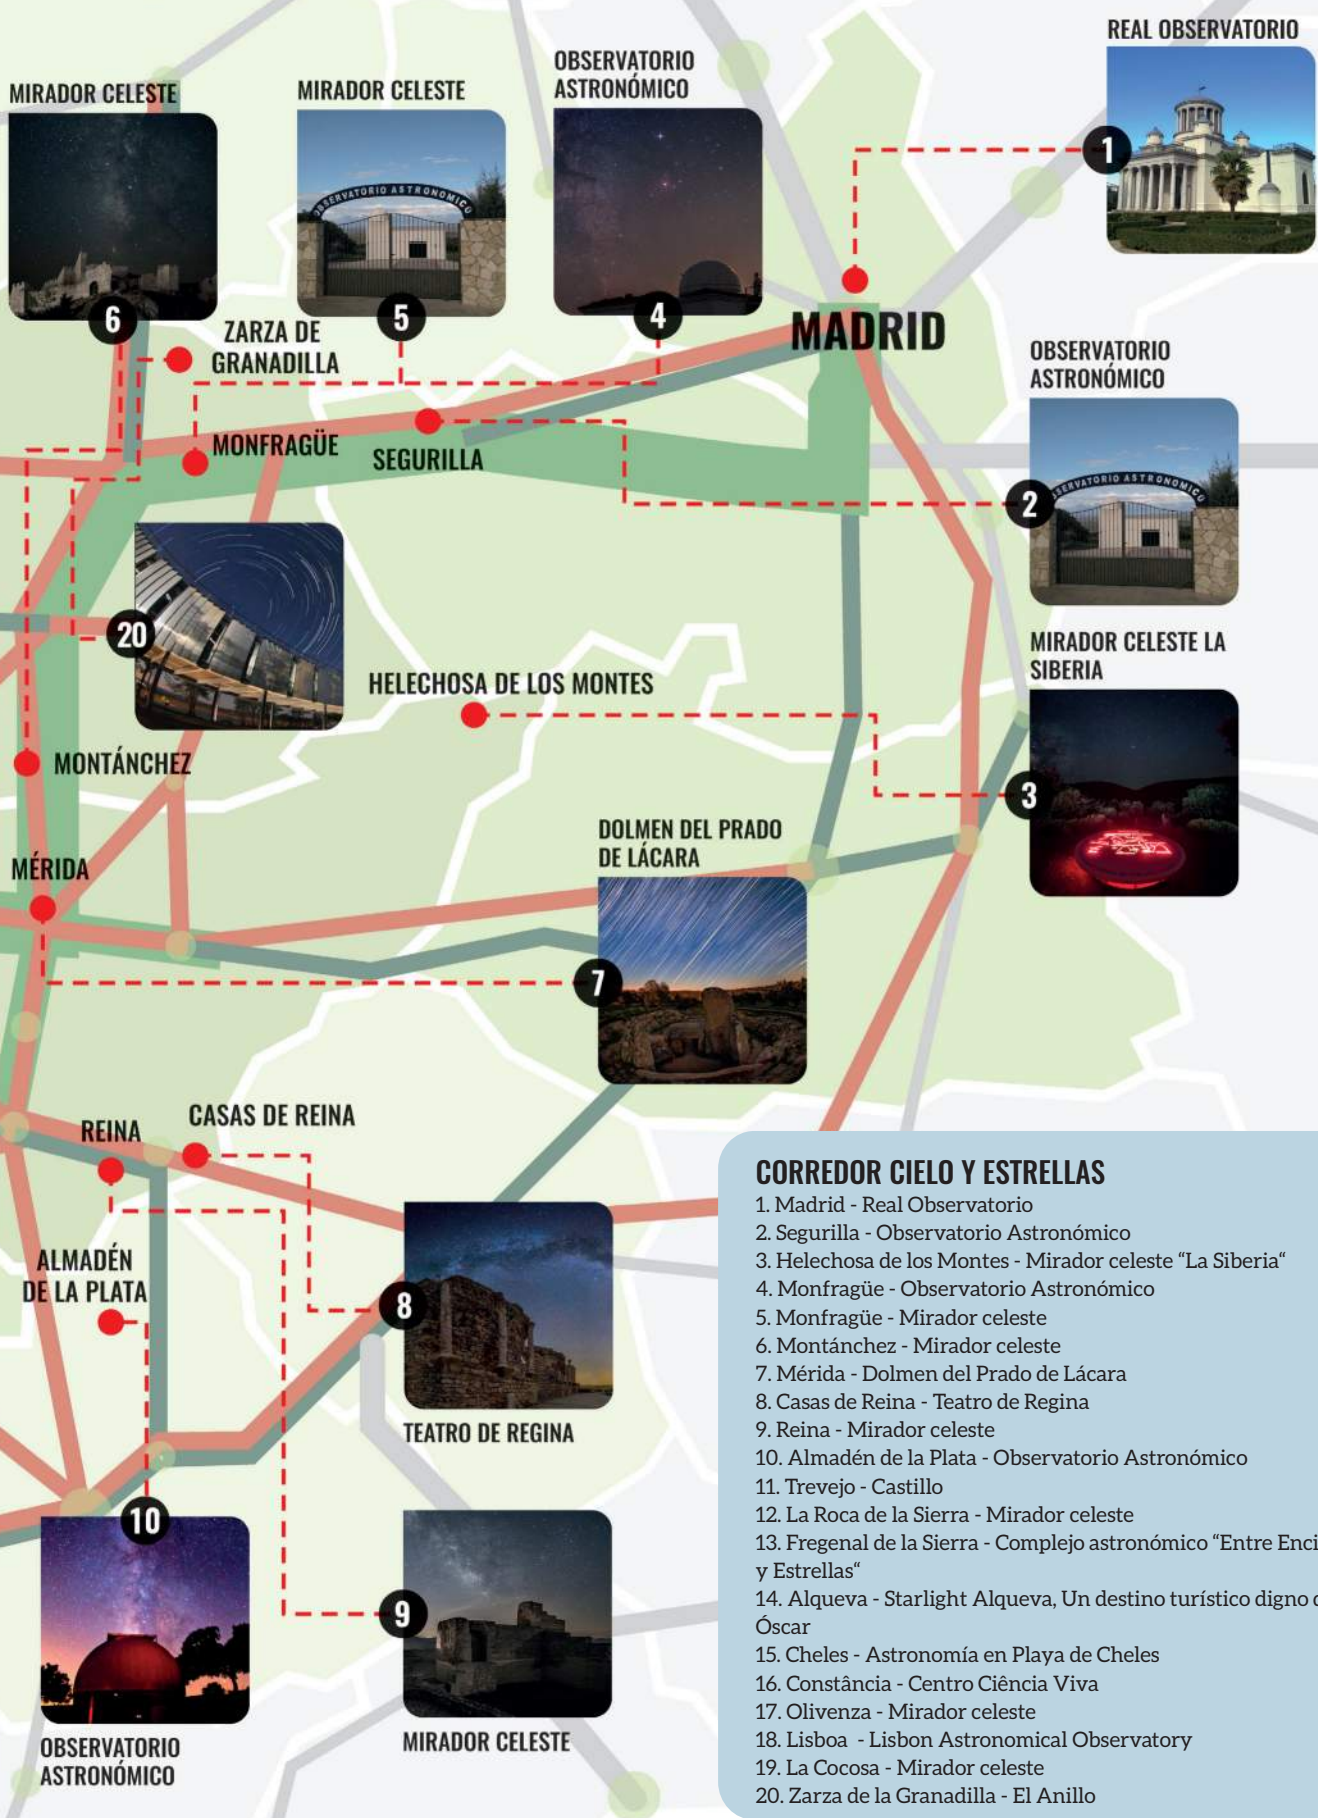 REAL OBSERVATORIO
OBSERVATORIO
ASTRONÓMICO
MIRADOR CELESTE
MIRADOR CELESTE
OBSERVATORIO ASTRONOMICO
1
6
5
4
ZARZA DE
GRANADILLA
MADRID
OBSERVATORIO
ASTRONÓMICO
MONFRAGÜE
SEGURILLA
SERVATORIO ASTRONOMICO
2
20
MIRADOR CELESTE LA
SIBERIA
HELECHOSA DE LOS MONTES
MONTÁNCHEZ
3
DOLMEN DEL PRADO
DE LÁCARA
MÉRIDA
7
CASAS DE REINA
REINA
ALMADÉN
DE LA PLATA
8
TEATRO DE REGINA
10
9
OBSERVATORIO
ASTRONÓMICO
MIRADOR CELESTE
CORREDOR CIELO Y ESTRELLAS
1. Madrid - Real Observatorio
2. Segurilla - Observatorio Astronómico
3. Helechosa de los Montes - Mirador celeste “La Siberia“
4. Monfragüe - Observatorio Astronómico
5. Monfragüe - Mirador celeste
6. Montánchez - Mirador celeste
7. Mérida - Dolmen del Prado de Lácara
8. Casas de Reina - Teatro de Regina
9. Reina - Mirador celeste
10. Almadén de la Plata - Observatorio Astronómico
11. Trevejo - Castillo
12. La Roca de la Sierra - Mirador celeste
13. Fregenal de la Sierra - Complejo astronómico “Entre Enci
y Estrellas“
14. Alqueva - Starlight Alqueva, Un destino turístico digno
Óscar
15. Cheles - Astronomía en Playa de Cheles
16. Constância - Centro Ciência Viva
17. Olivenza - Mirador celeste
18. Lisboa - Lisbon Astronomical Observatory
19. La Cocosa - Mirador celeste
20. Zarza de la Granadilla - El Anillo